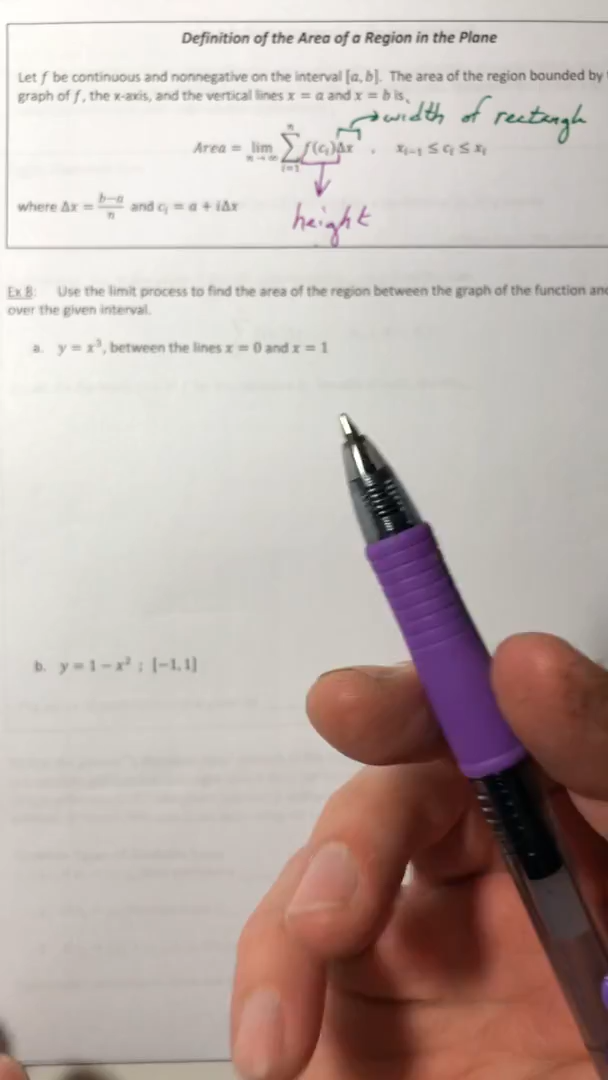 Definition of the Area of a Region in the Plane
Let f be continuous and nonnegative on the interval [a, b]. The area of the region bounded by
graph of f, the x-axis, and the vertical lines x = a and x = b is,
width of rectangh
Area = lim n→∞ ∑ i=1 n f(cᵢ)Δx , xᵢ₋₁ ≤ cᵢ ≤ xᵢ
where Δx = b−a/n and cᵢ = a + iΔx
height
Ex 8: Use the limit process to find the area of the region between the graph of the function and
over the given interval.
a. y = x³, between the lines x = 0 and x = 1
b. y = 1 − x² ; [−1, 1]